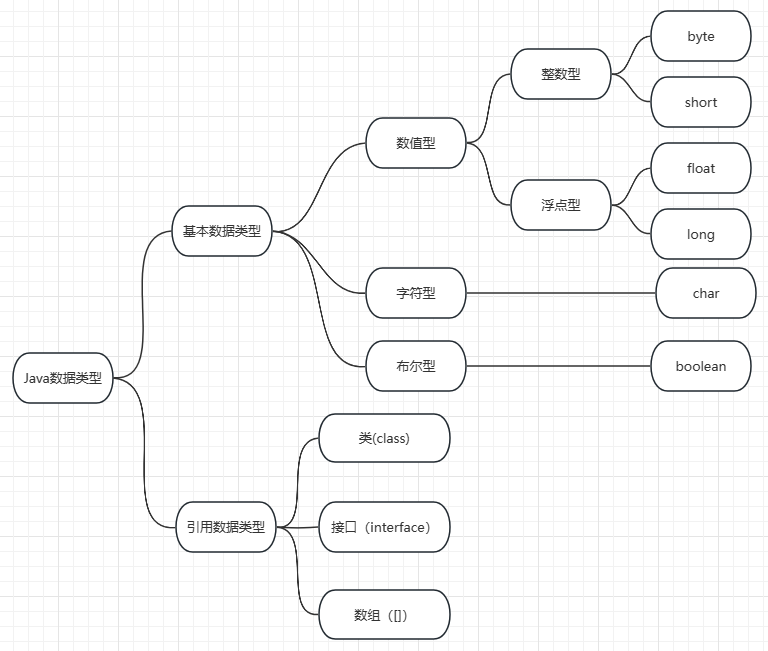 Java数据类型
基本数据类型
数值型
整数型
byte
short
浮点型
float
long
字符型
char
布尔型
boolean
引用数据类型
类(class)
接口（interface）
数组（[]）